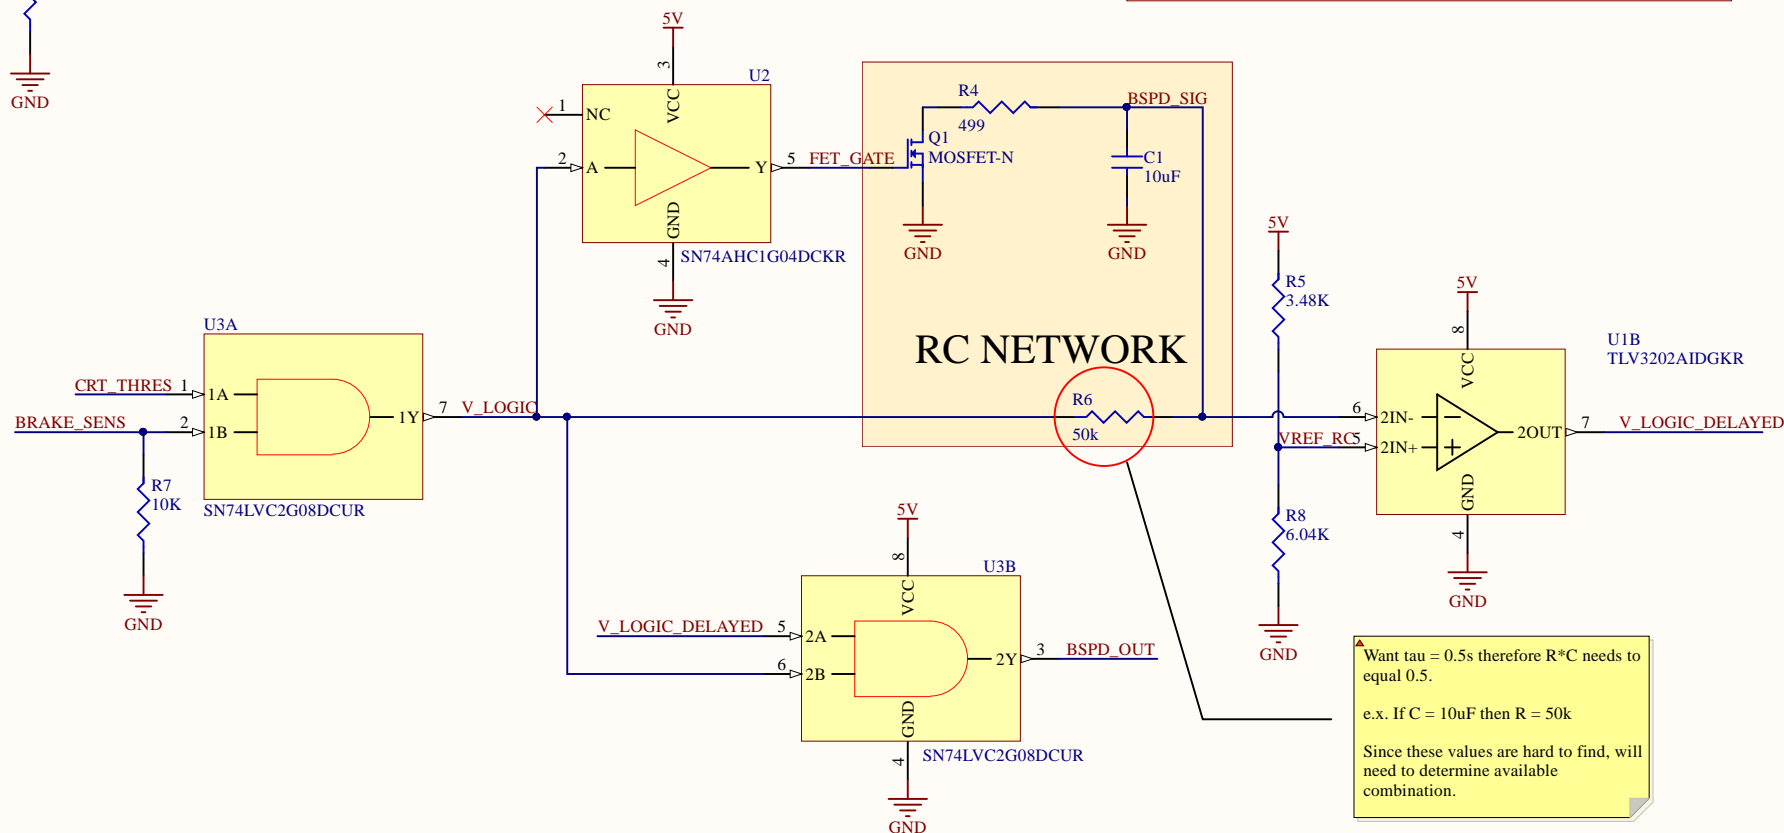 GND
5V
3
U2
VCC
1
NC
2
A
Y
5
FET_GATE
GND
4
SN74AHC1G04DCKR
GND
R4
499
BSPD_SIG
Q1
MOSFET-N
C1
10uF
GND
GND
RC NETWORK
R6
50k
U3A
CRT_THRES
1
1A
BRAKE_SENS
2
1B
1Y
7
V_LOGIC
R7
10K
SN74LVC2G08DCUR
GND
5V
R5
3.48K
VREF_RC
R8
6.04K
GND
5V
8
VCC
U1B
TLV3202AIDGKR
6
2IN-
5
2IN+
2OUT
7
V_LOGIC_DELAYED
GND
4
GND
5V
8
U3B
VCC
V_LOGIC_DELAYED
5
2A
6
2B
2Y
3
BSPD_OUT
GND
4
SN74LVC2G08DCUR
GND
Want tau = 0.5s therefore R*C needs to
equal 0.5.
e.x. If C = 10uF then R = 50k
Since these values are hard to find, will
need to determine available
combination.